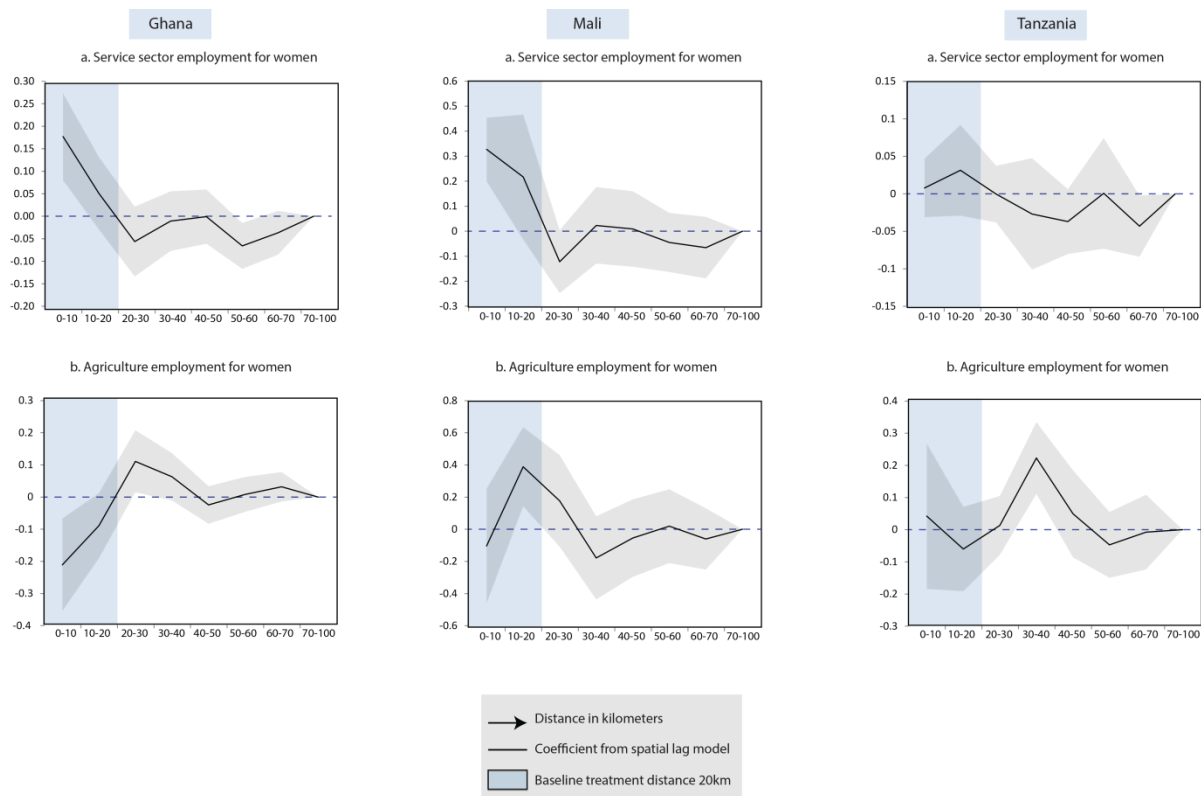 Ghana
Mali
Tanzania
a. Service sector employment for women
0.30
0.25
0.20
0.15
0.10
0.05
0.00
-0.05
-0.10
-0.15
-0.20
0-10 10-20 20-30 30-40 40-50 50-60 60-70 70-100
a. Service sector employment for women
0.6
0.5
0.4
0.3
0.2
0.1
0
-0.1
-0.2
-0.3
0-10 10-20 20-30 30-40 40-50 50-60 60-70 70-100
a. Service sector employment for women
0.15
0.1
0.05
0
-0.05
-0.1
-0.15
0-10 10-20 20-30 30-40 40-50 50-60 60-70 70-100
b. Agriculture employment for women
0.3
0.2
0.1
0
-0.1
-0.2
-0.3
-0.4
0-10 10-20 20-30 30-40 40-50 50-60 60-70 70-100
b. Agriculture employment for women
0.8
0.6
0.4
0.2
0
-0.2
-0.4
-0.6
0-10 10-20 20-30 30-40 40-50 50-60 60-70 70-100
b. Agriculture employment for women
0.4
0.3
0.2
0.1
0
-0.1
-0.2
-0.3
0-10 10-20 20-30 30-40 40-50 50-60 60-70 70-100
Distance in kilometers
Coefficient from spatial lag model
Baseline treatment distance 20km